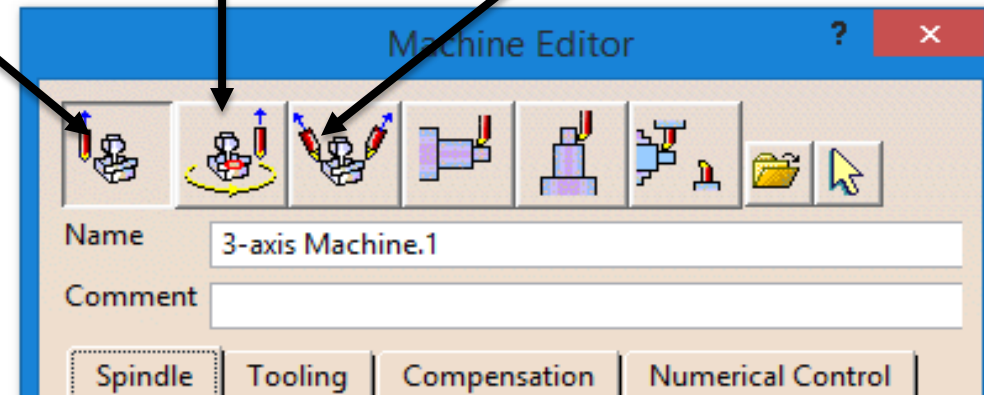 Machine Editor ? ×
Name 3-axis Machine.1
Comment
Spindle Tooling Compensation Numerical Control